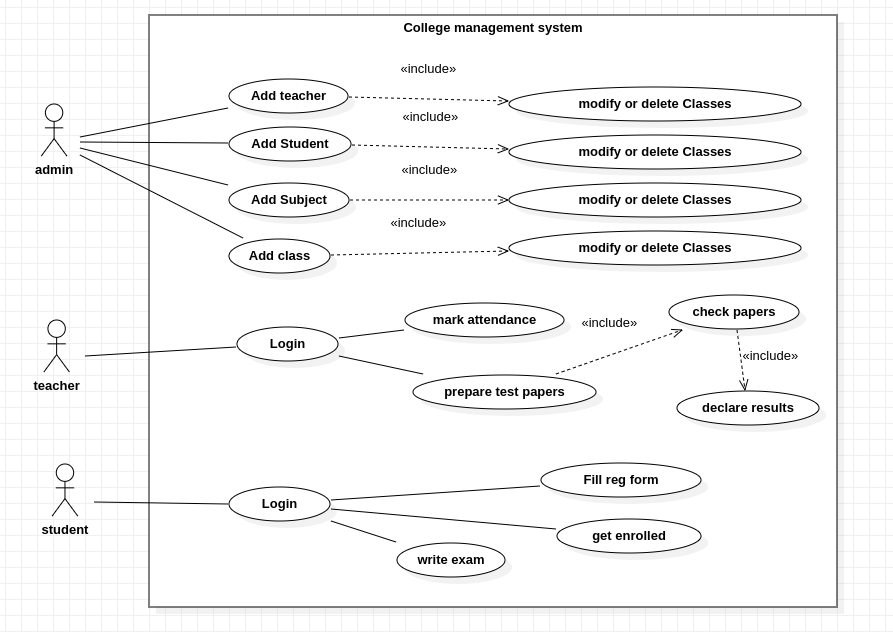 College management system
«include»
Add teacher
modify or delete Classes
«include»
Add Student
modify or delete Classes
admin
«include»
Add Subject
modify or delete Classes
«include»
Add class
modify or delete Classes
check papers
mark attendance
«include»
Login
«include»
teacher
prepare test papers
declare results
Fill reg form
Login
student
get enrolled
write exam